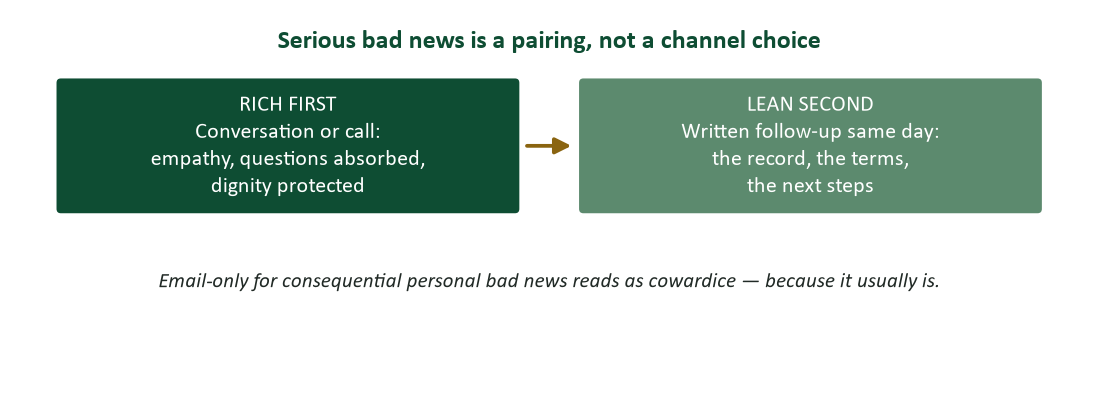 Serious bad news is a pairing, not a channel choice
RICH FIRST
Conversation or call:
empathy, questions absorbed,
dignity protected
LEAN SECOND
Written follow-up same day:
the record, the terms,
the next steps
Email-only for consequential personal bad news reads as cowardice — because it usually is.